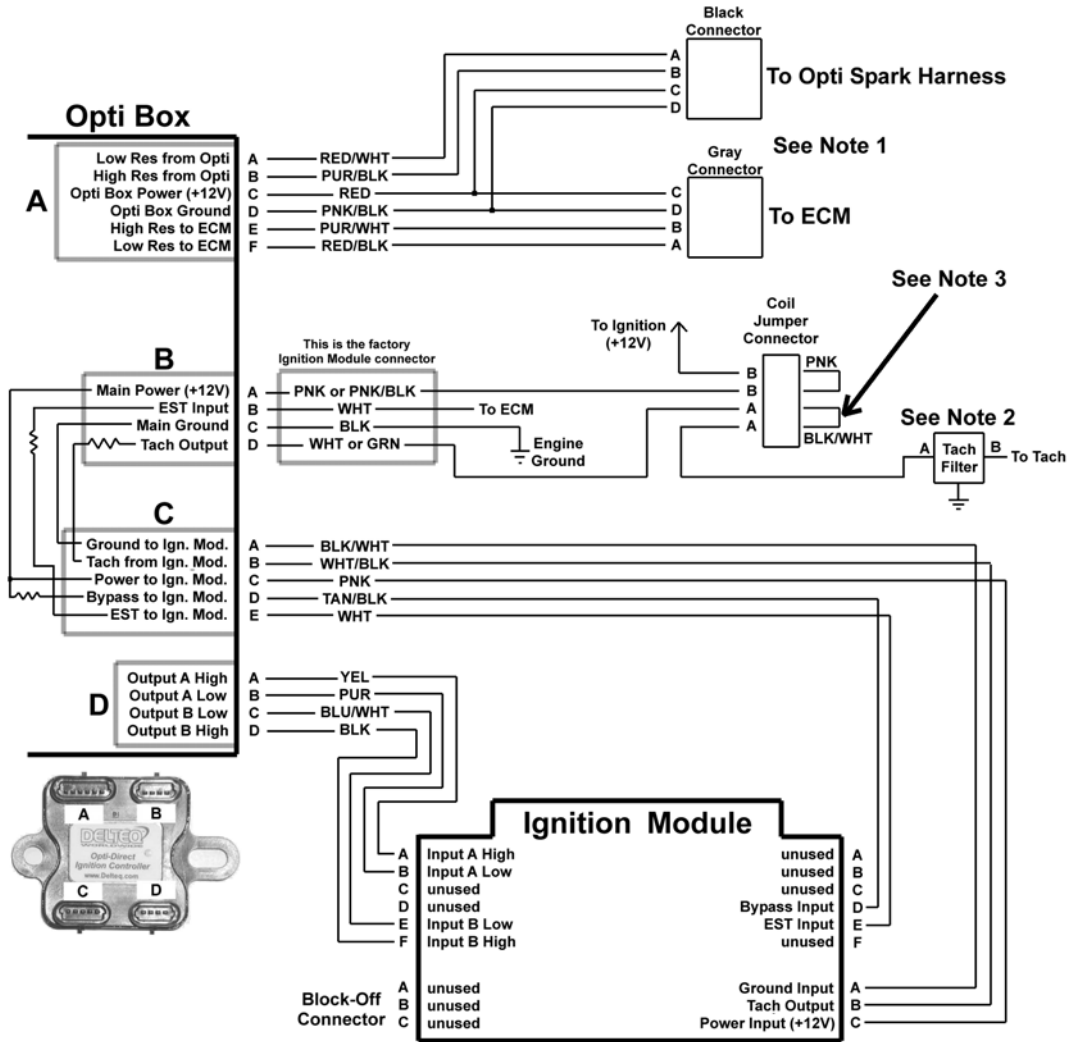 Black
Connector
A
B
C
D
To Opti Spark Harness
Opti Box
See Note 1
A
Low Res from Opti A RED/WHT
High Res from Opti B PUR/BLK
Opti Box Power (+12V) C RED
Opti Box Ground D PNK/BLK
High Res to ECM E PUR/WHT
Low Res to ECM F RED/BLK
Gray
Connector
C
D
B
A
To ECM
See Note 3
Coil
Jumper
Connector
To Ignition
(+12V)
B
B
A
A
PNK
BLK/WHT
See Note 2
A Tach Filter B To Tach
This is the factory
Ignition Module connector
B
Main Power (+12V) A PNK or PNK/BLK
EST Input B WHT To ECM
Main Ground C BLK
Tach Output D WHT or GRN
Engine
Ground
C
Ground to Ign. Mod. A BLK/WHT
Tach from Ign. Mod. B WHT/BLK
Power to Ign. Mod. C PNK
Bypass to Ign. Mod. D TAN/BLK
EST to Ign. Mod. E WHT
D
Output A High A YEL
Output A Low B PUR
Output B Low C BLU/WHT
Output B High D BLK
A B
DELTEQ
Opti-Direct
Ignition Controller
www.Delteq.com
C D
Ignition Module
A Input A High
B Input A Low
C unused
D unused
E Input B Low
F Input B High
unused A
unused B
unused C
Bypass Input D
EST Input E
unused F
Block-Off
Connector
A unused
B unused
C unused
Ground Input A
Tach Output B
Power Input (+12V) C